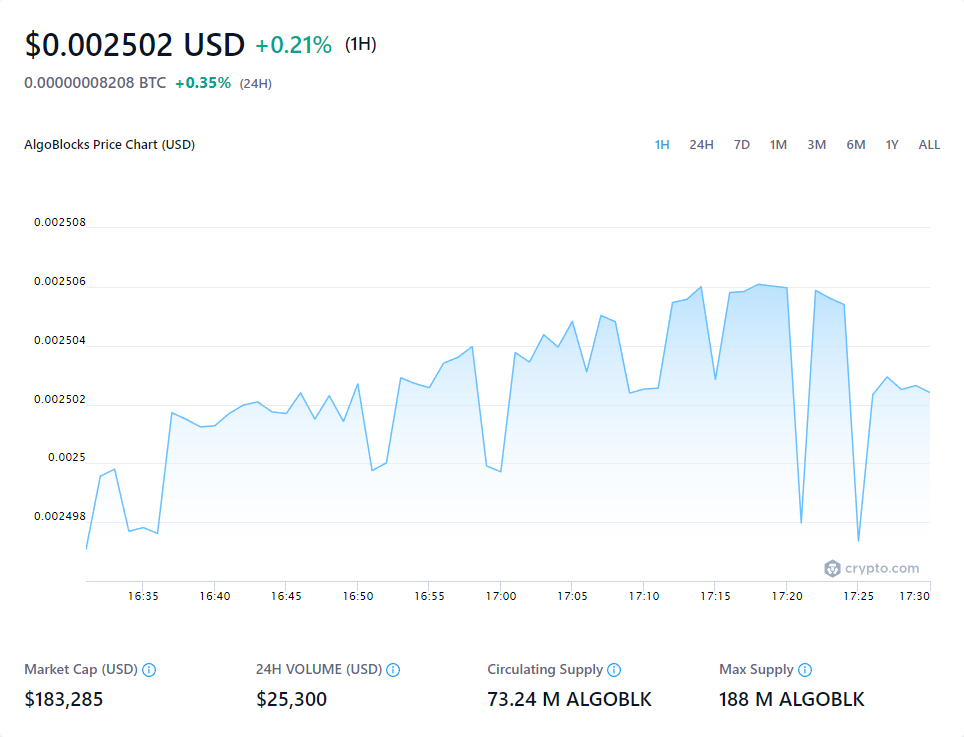 $0.002502 USD +0.21% (1H)
0.00000008208 BTC +0.35% (24H)
AlgoBlocks Price Chart (USD)
1H 24H 7D 1M 3M 6M 1Y ALL
0.002508
0.002506
0.002504
0.002502
0.0025
0.002498
crypto.com
16:35 16:40 16:45 16:50 16:55 17:00 17:05 17:10 17:15 17:20 17:25 17:30
Market Cap (USD) 24H VOLUME (USD) Circulating Supply Max Supply
$183,285 $25,300 73.24 M ALGOBLK 188 M ALGOBLK